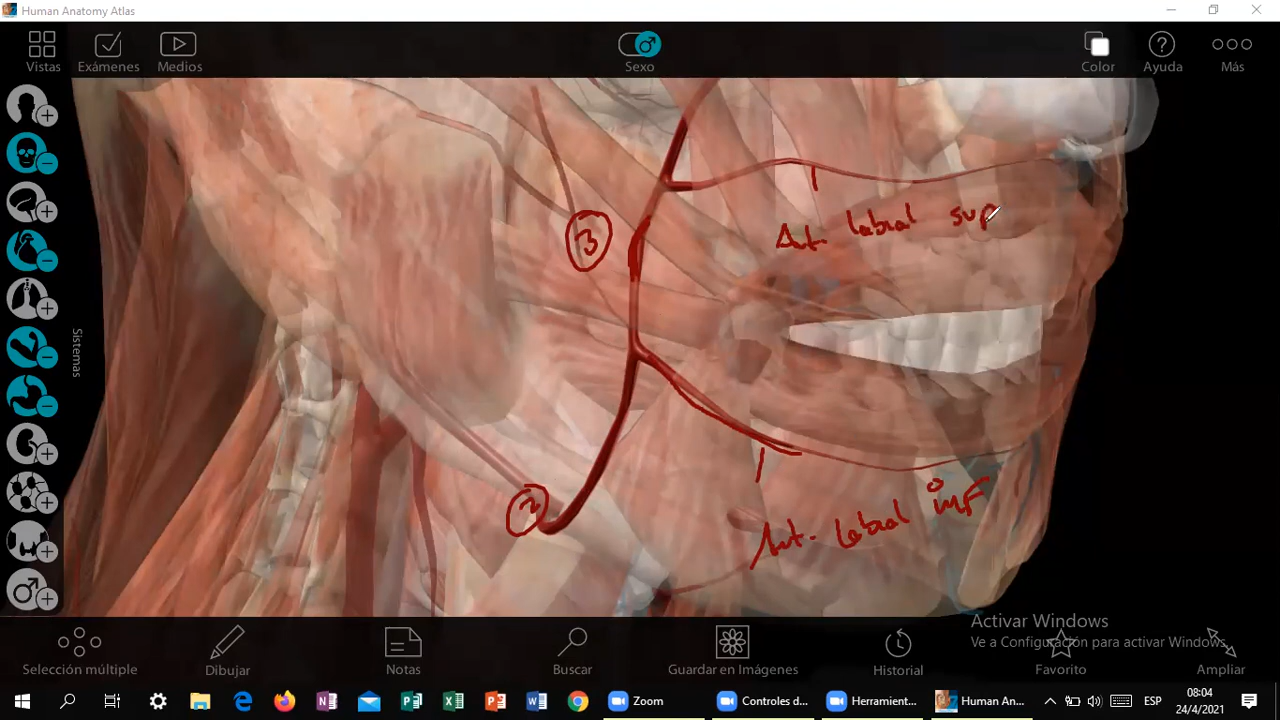 Human Anatomy Atlas
Vistas
Exámenes
Medios
Sexo
Color
Ayuda
Más
Sistemas
3
Art. labial sup
2
Art. labial inf
Activar Windows
Ve a Configuración para activar Windows.
Selección múltiple
Dibujar
Notas
Buscar
Guardar en Imágenes
Historial
Favorito
Ampliar
Zoom
Controles d...
Herramient...
Human An...
ESP
08:04
24/4/2021